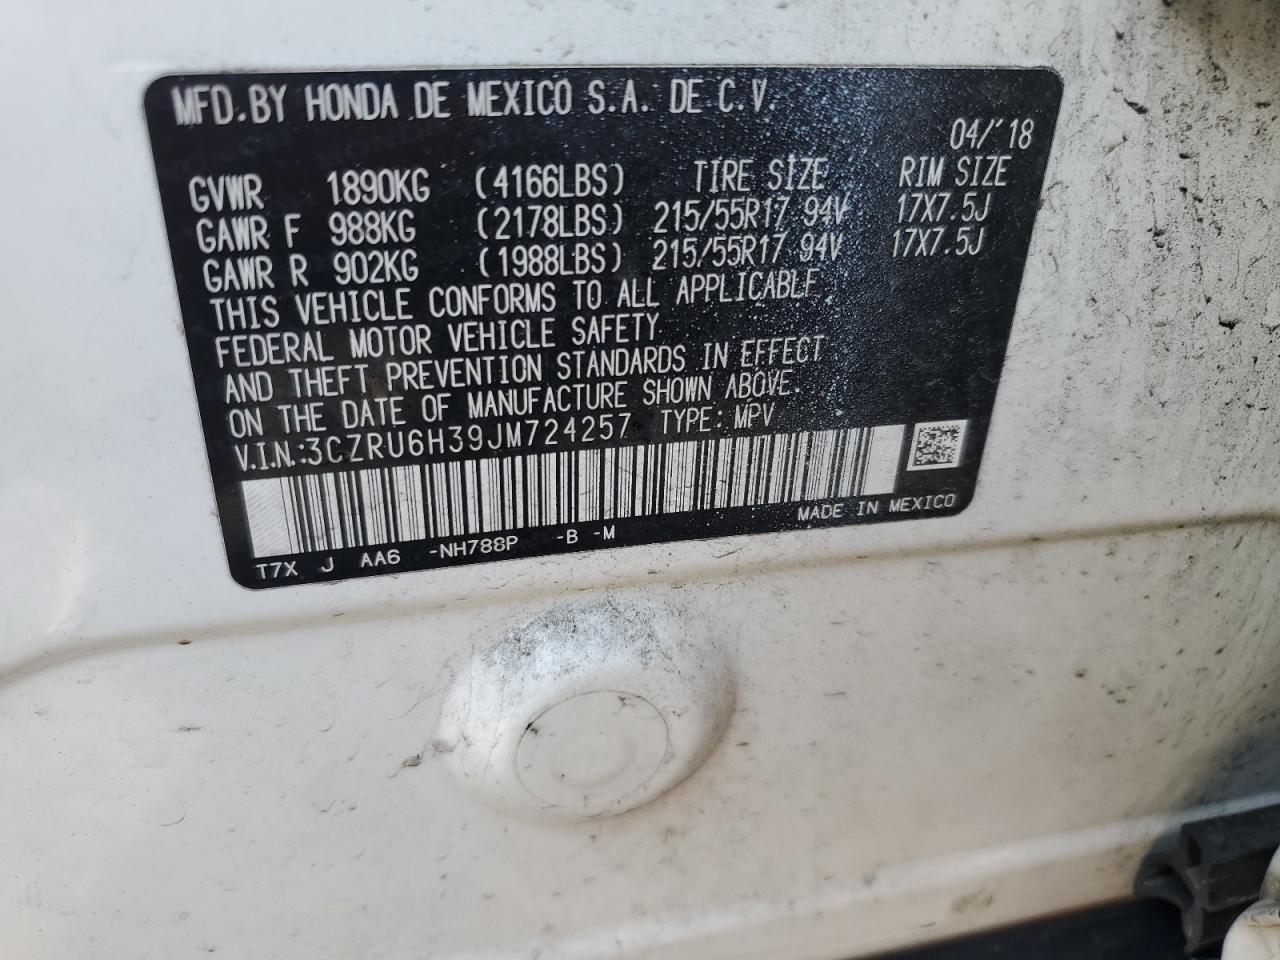 MFD. BY HONDA DE MEXICO S.A. DE C.V.
04/'18
GVWR 1890KG (4166LBS) TIRE SIZE RIM SIZE
GAWR F 988KG (2178LBS) 215/55R17 94V 17X7.5J
GAWR R 902KG (1988LBS) 215/55R17 94V 17X7.5J
THIS VEHICLE CONFORMS TO ALL APPLICABLE
FEDERAL MOTOR VEHICLE SAFETY
AND THEFT PREVENTION STANDARDS IN EFFECT
ON THE DATE OF MANUFACTURE SHOWN ABOVE.
V.I.N.:3CZRU6H39JM724257 TYPE: MPV
MADE IN MEXICO
T7X J AA6 -NH788P -B -M